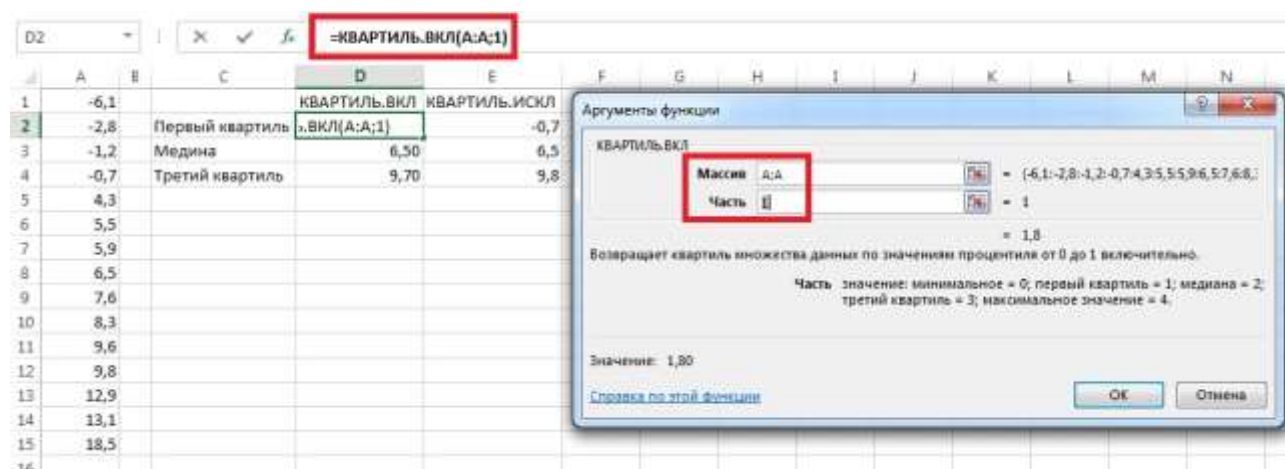 D2 =КВАРТИЛЬ.ВКЛ(A:A;1)
A B C D E F G H I J K L M N
1 -6,1 КВАРТИЛЬ.ВКЛ КВАРТИЛЬ.ИСКЛ
2 -2,8 Первый квартиль ь.ВКЛ(A:A;1) -0,7
3 -1,2 Медина 6,50 6,5
4 -0,7 Третий квартиль 9,70 9,8
5 4,3
6 5,5
7 5,9
8 6,5
9 7,6
10 8,3
11 9,6
12 9,8
13 12,9
14 13,1
15 18,5
16
Аргументы функции
КВАРТИЛЬ.ВКЛ
Массив A:A = {-6,1:-2,8:-1,2:-0,7:4,3:5,5:5,9:6,5:7,6:8,
Часть 1 = 1
= 1,8
Возвращает квартиль множества данных по значениям процентиля от 0 до 1 включительно.
Часть значение: минимальное = 0; первый квартиль = 1; медиана = 2;
третий квартиль = 3; максимальное значение = 4.
Значение: 1,80
Справка по этой функции
ОК Отмена